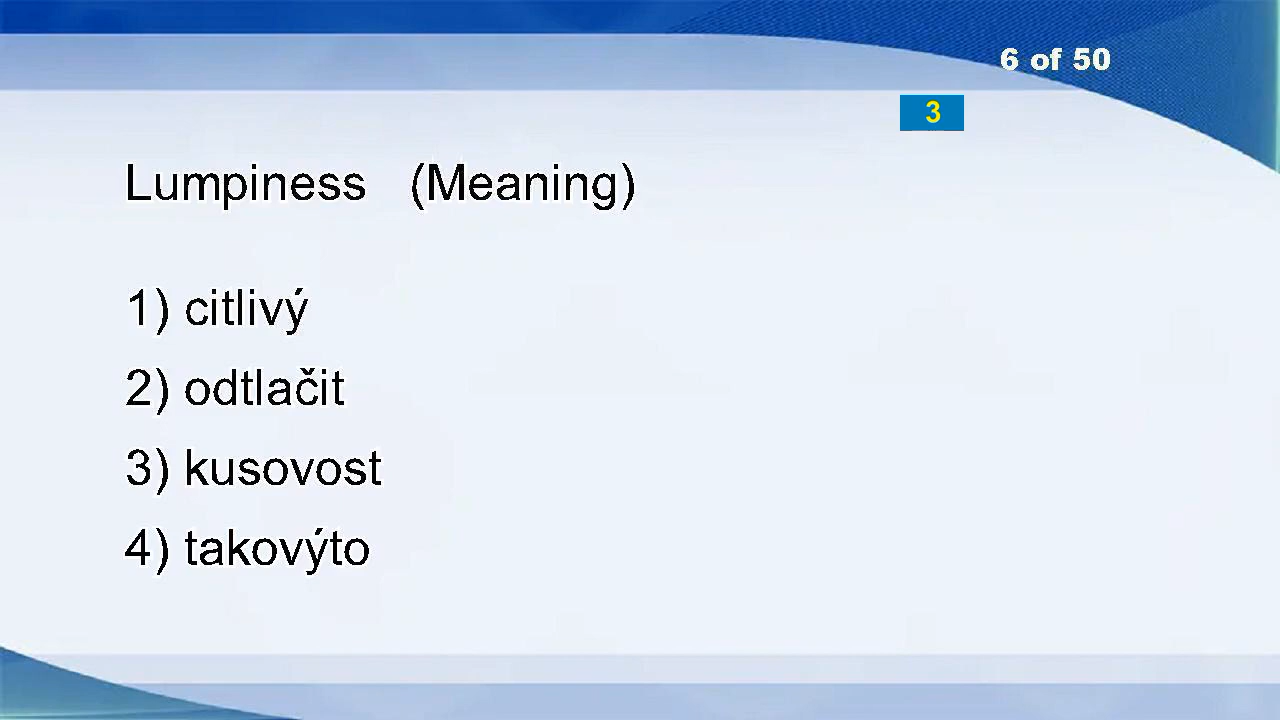 6 of 50
3
Lumpiness (Meaning)
1) citlivý
2) odtlačit
3) kusovost
4) takovýto